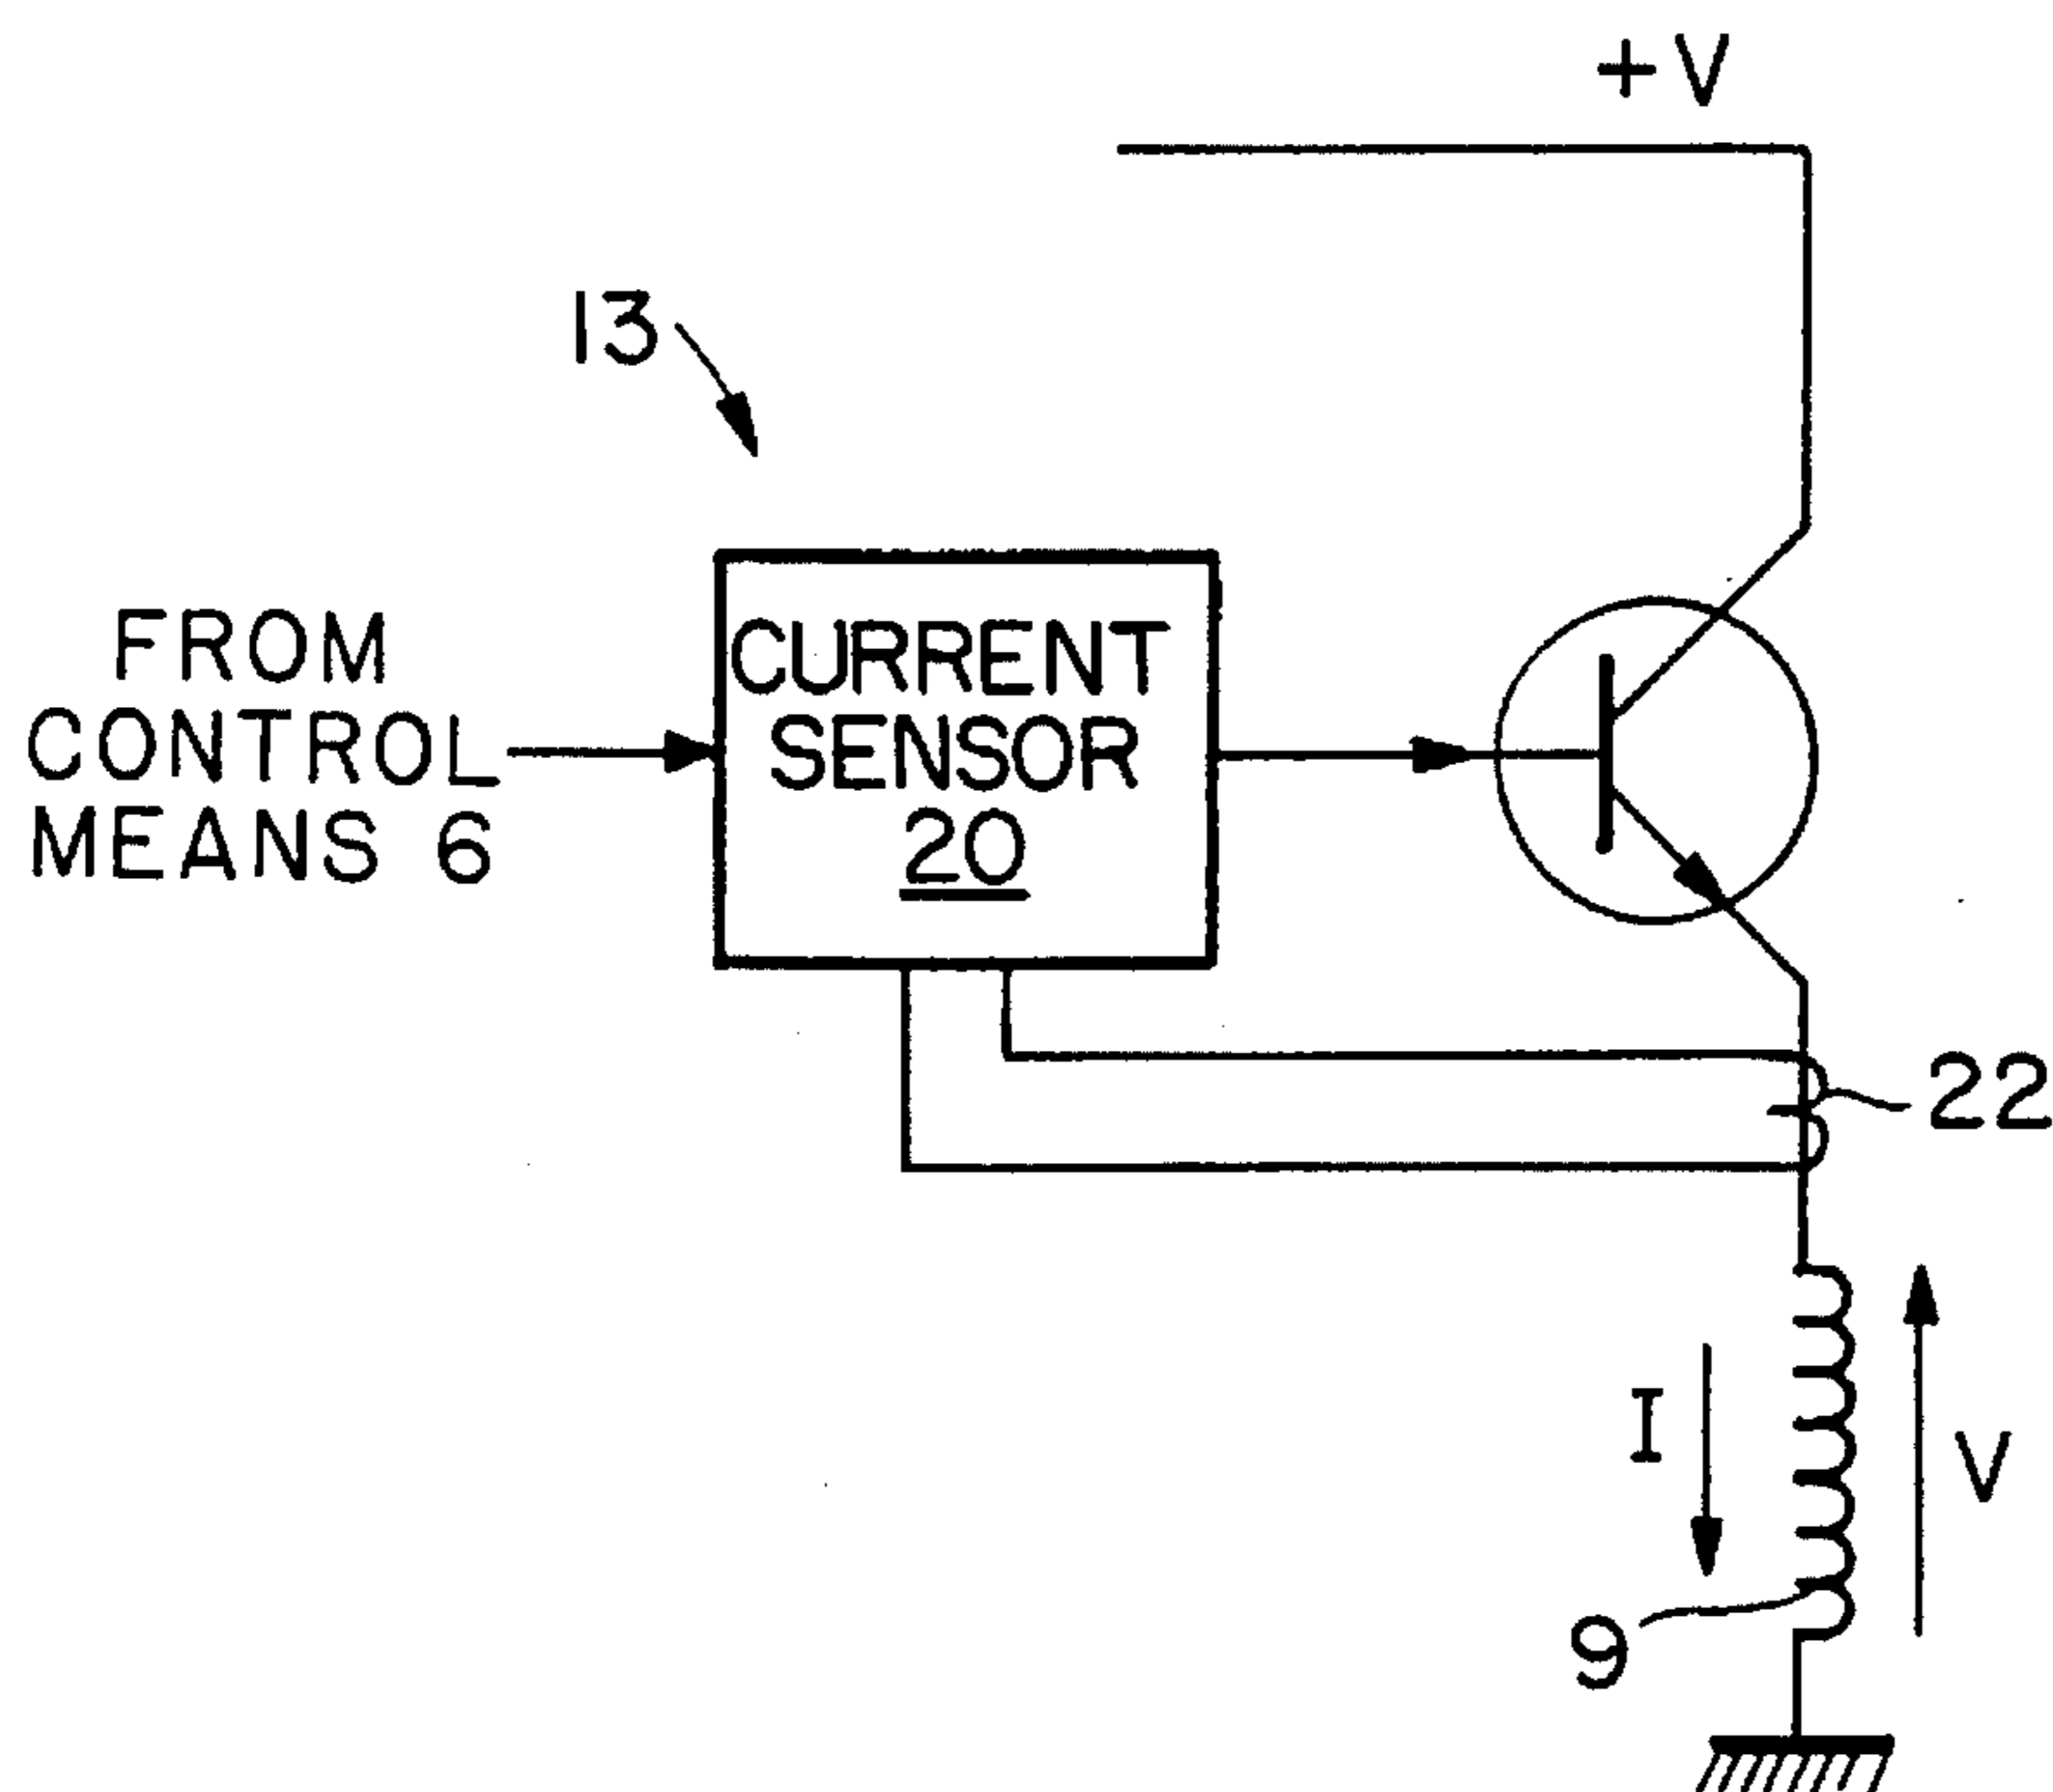 +V
13
FROM
CONTROL
MEANS 6
CURRENT
SENSOR
20
22
I
V
9